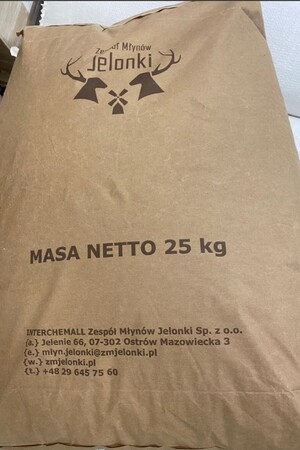 Zespół Młynów
Jelonki
MASA NETTO 25 kg
INTERCHEMALL Zespół Młynów Jelonki Sp. z o.o.
{a.} Jelenie 66, 07-302 Ostrów Mazowiecka 3
{e.} mlyn.jelonki@zmjelonki.pl
{w.} zmjelonki.pl
{t.} +48 29 645 75 60